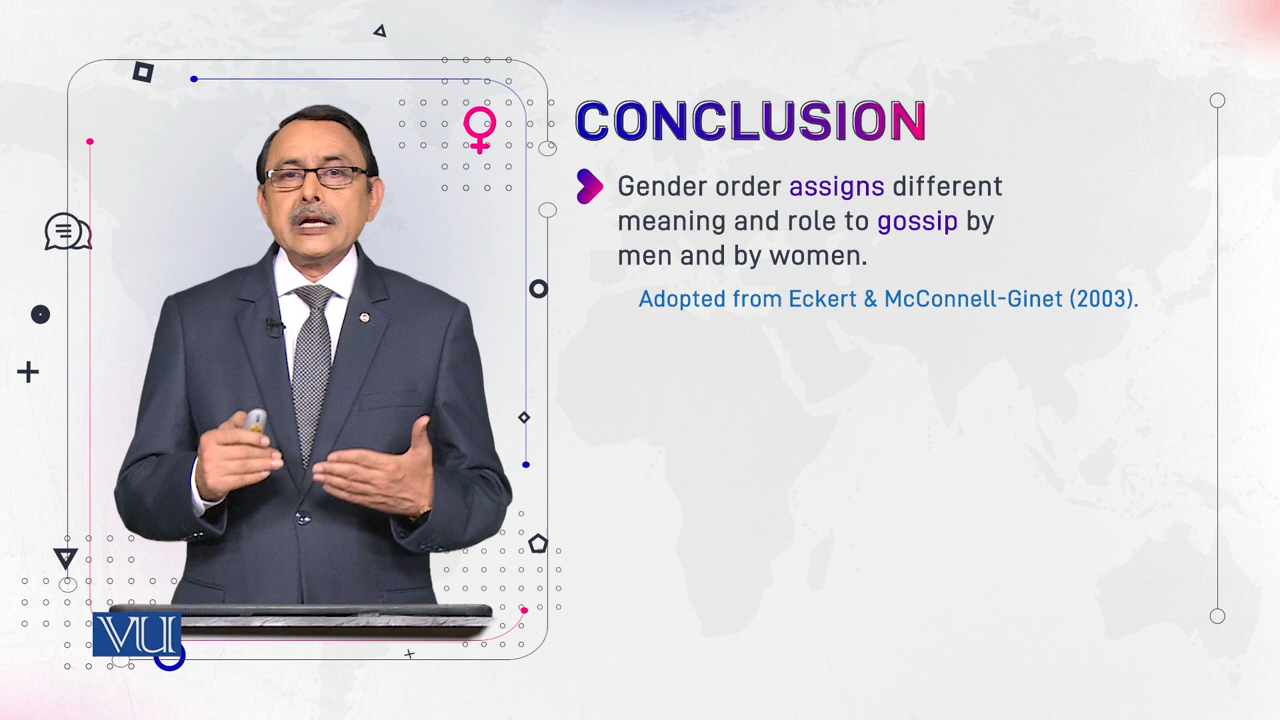 CONCLUSION
Gender order assigns different
meaning and role to gossip by
men and by women.
Adopted from Eckert & McConnell-Ginet (2003).
VU